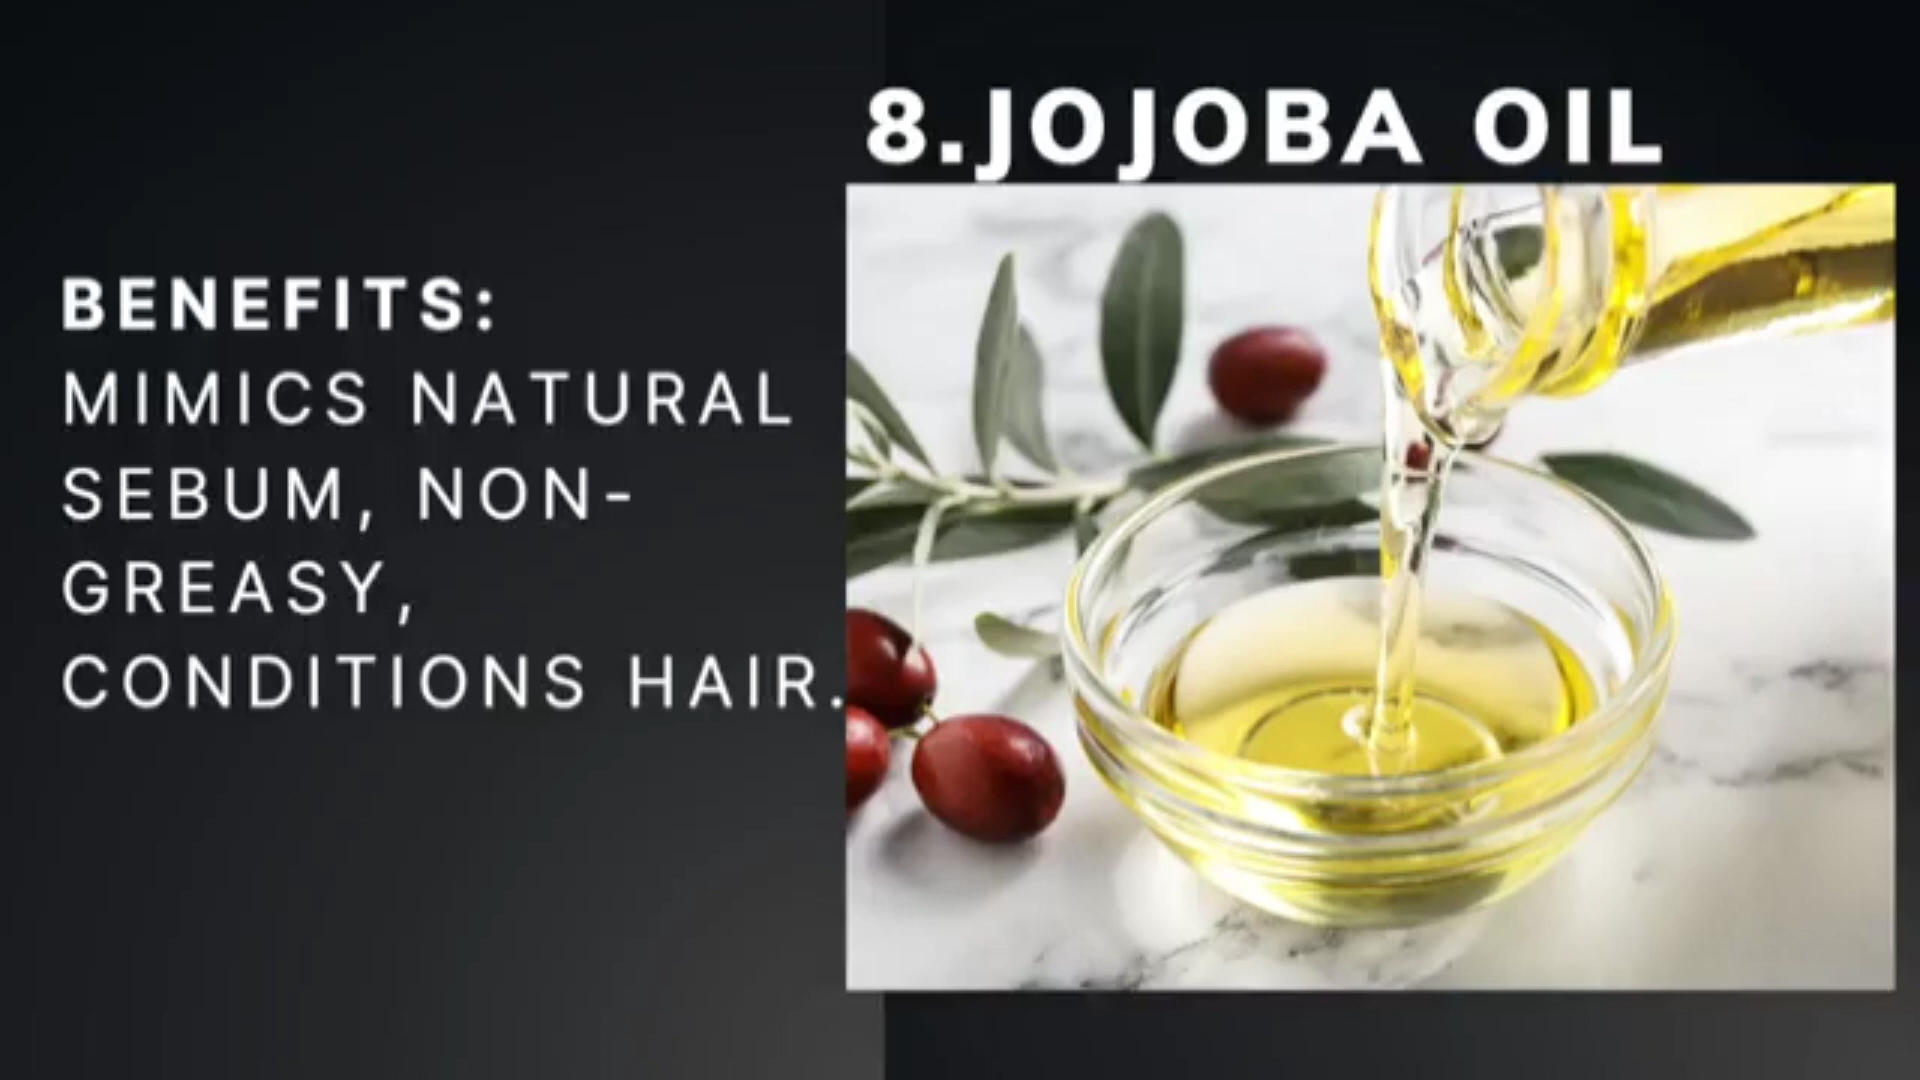 8.JOJOBA OIL
BENEFITS:
MIMICS NATURAL
SEBUM, NON-
GREASY,
CONDITIONS HAIR.